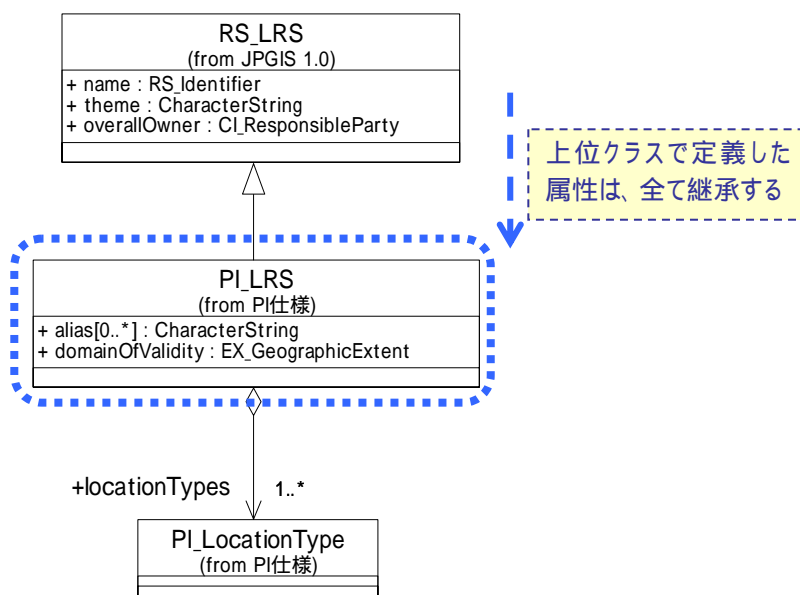 RS_LRS
(from JPGIS 1.0)
+ name : RS_Identifier
+ theme : CharacterString
+ overallOwner : CI_ResponsibleParty
上位クラスで定義した
属性は、全て継承する
PI_LRS
(from PI仕様)
+ alias[0..*] : CharacterString
+ domainOfValidity : EX_GeographicExtent
+locationTypes
1..*
PI_LocationType
(from PI仕様)